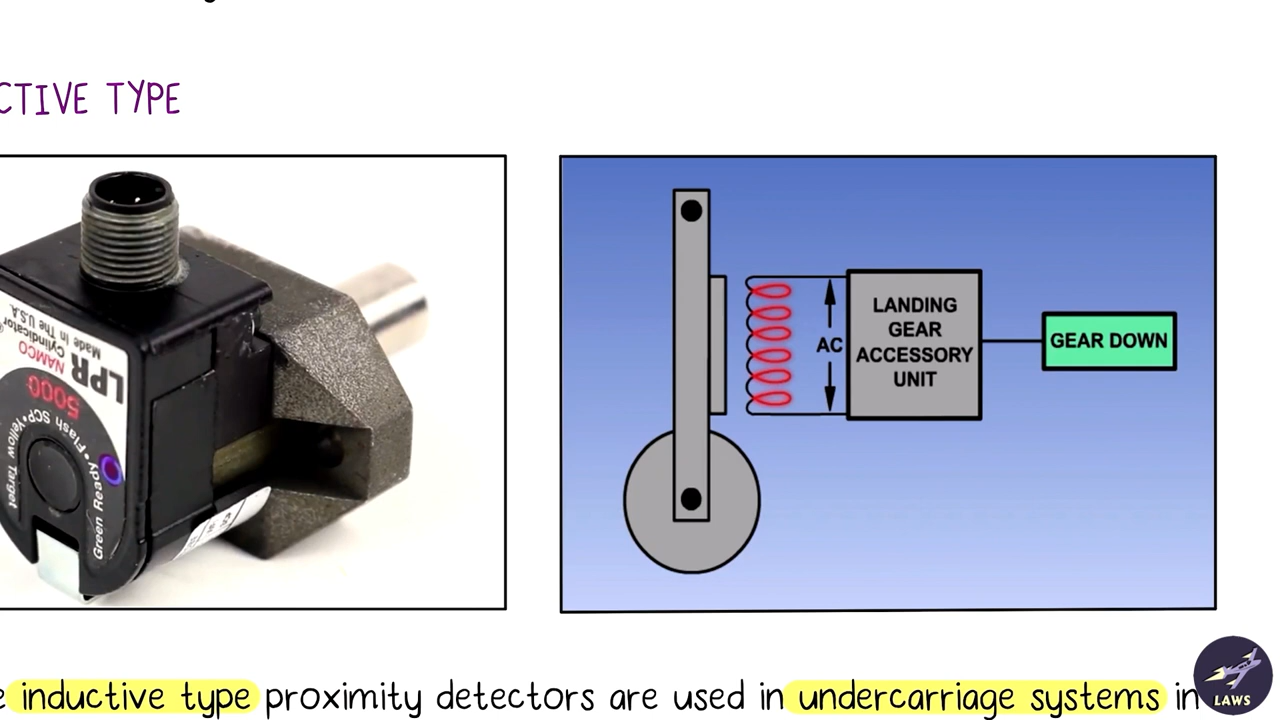 CTIVE TYPE
Made In The U.S.A.
Cylindicator®
NAMCO
LPR
5000
Green Ready • Flash SCP • Yellow Target
LANDING
GEAR
ACCESSORY
UNIT
AC
GEAR DOWN
inductive type proximity detectors are used in undercarriage systems in
LAWS